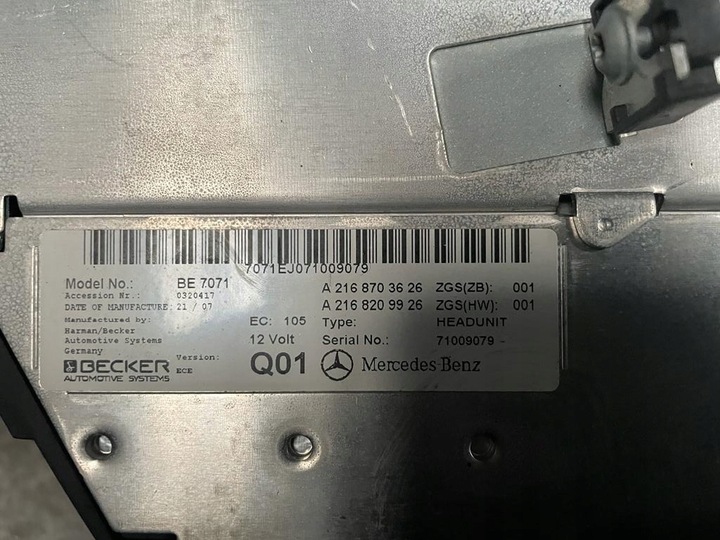 7071EJ071009079
Model No.: BE 7071 A 216 870 36 26 ZGS(ZB): 001
Accession Nr.: 0320417 A 216 820 99 26 ZGS(HW): 001
DATE OF MANUFACTURE: 21 / 07
Manufactured by: EC: 105 Type: HEADUNIT
Harman/Becker
Automotive Systems 12 Volt Serial No.: 71009079 -
Germany
BECKER Version: Q01 Mercedes-Benz
AUTOMOTIVE SYSTEMS ECE